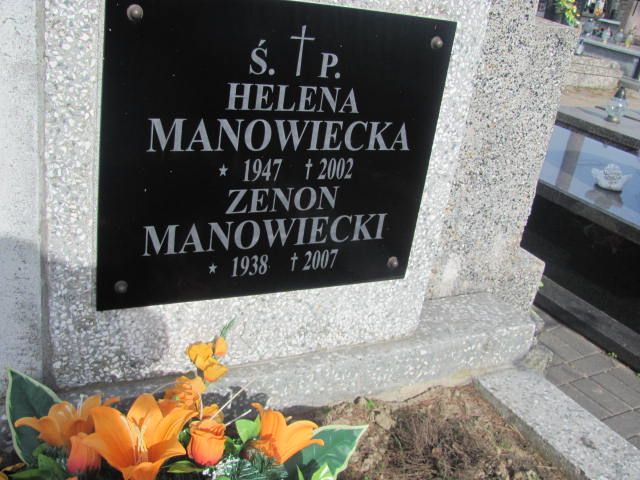 Ś. † P.
HELENA
MANOWIECKA
* 1947 † 2002
ZENON
MANOWIECKI
* 1938 † 2007